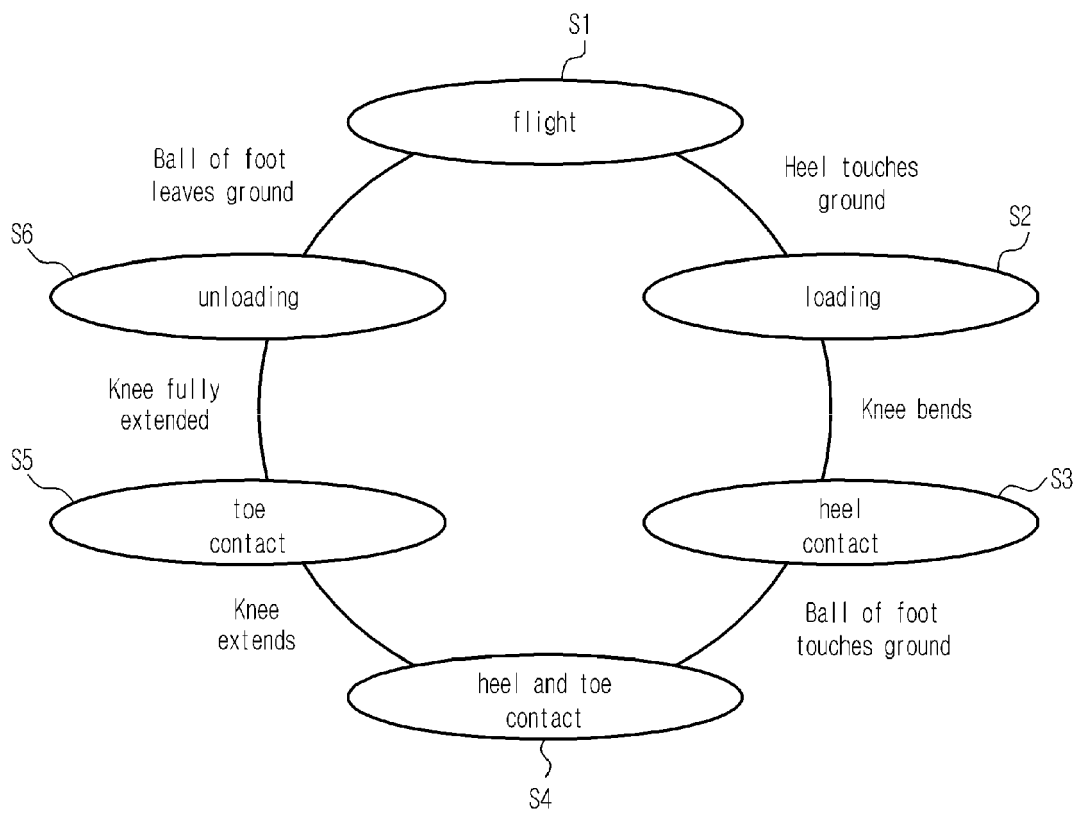 S1
flight
Ball of foot
leaves ground
Heel touches
ground
S6
S2
unloading
loading
Knee fully
extended
Knee bends
S5
S3
toe
contact
heel
contact
Knee
extends
Ball of foot
touches ground
heel and toe
contact
S4